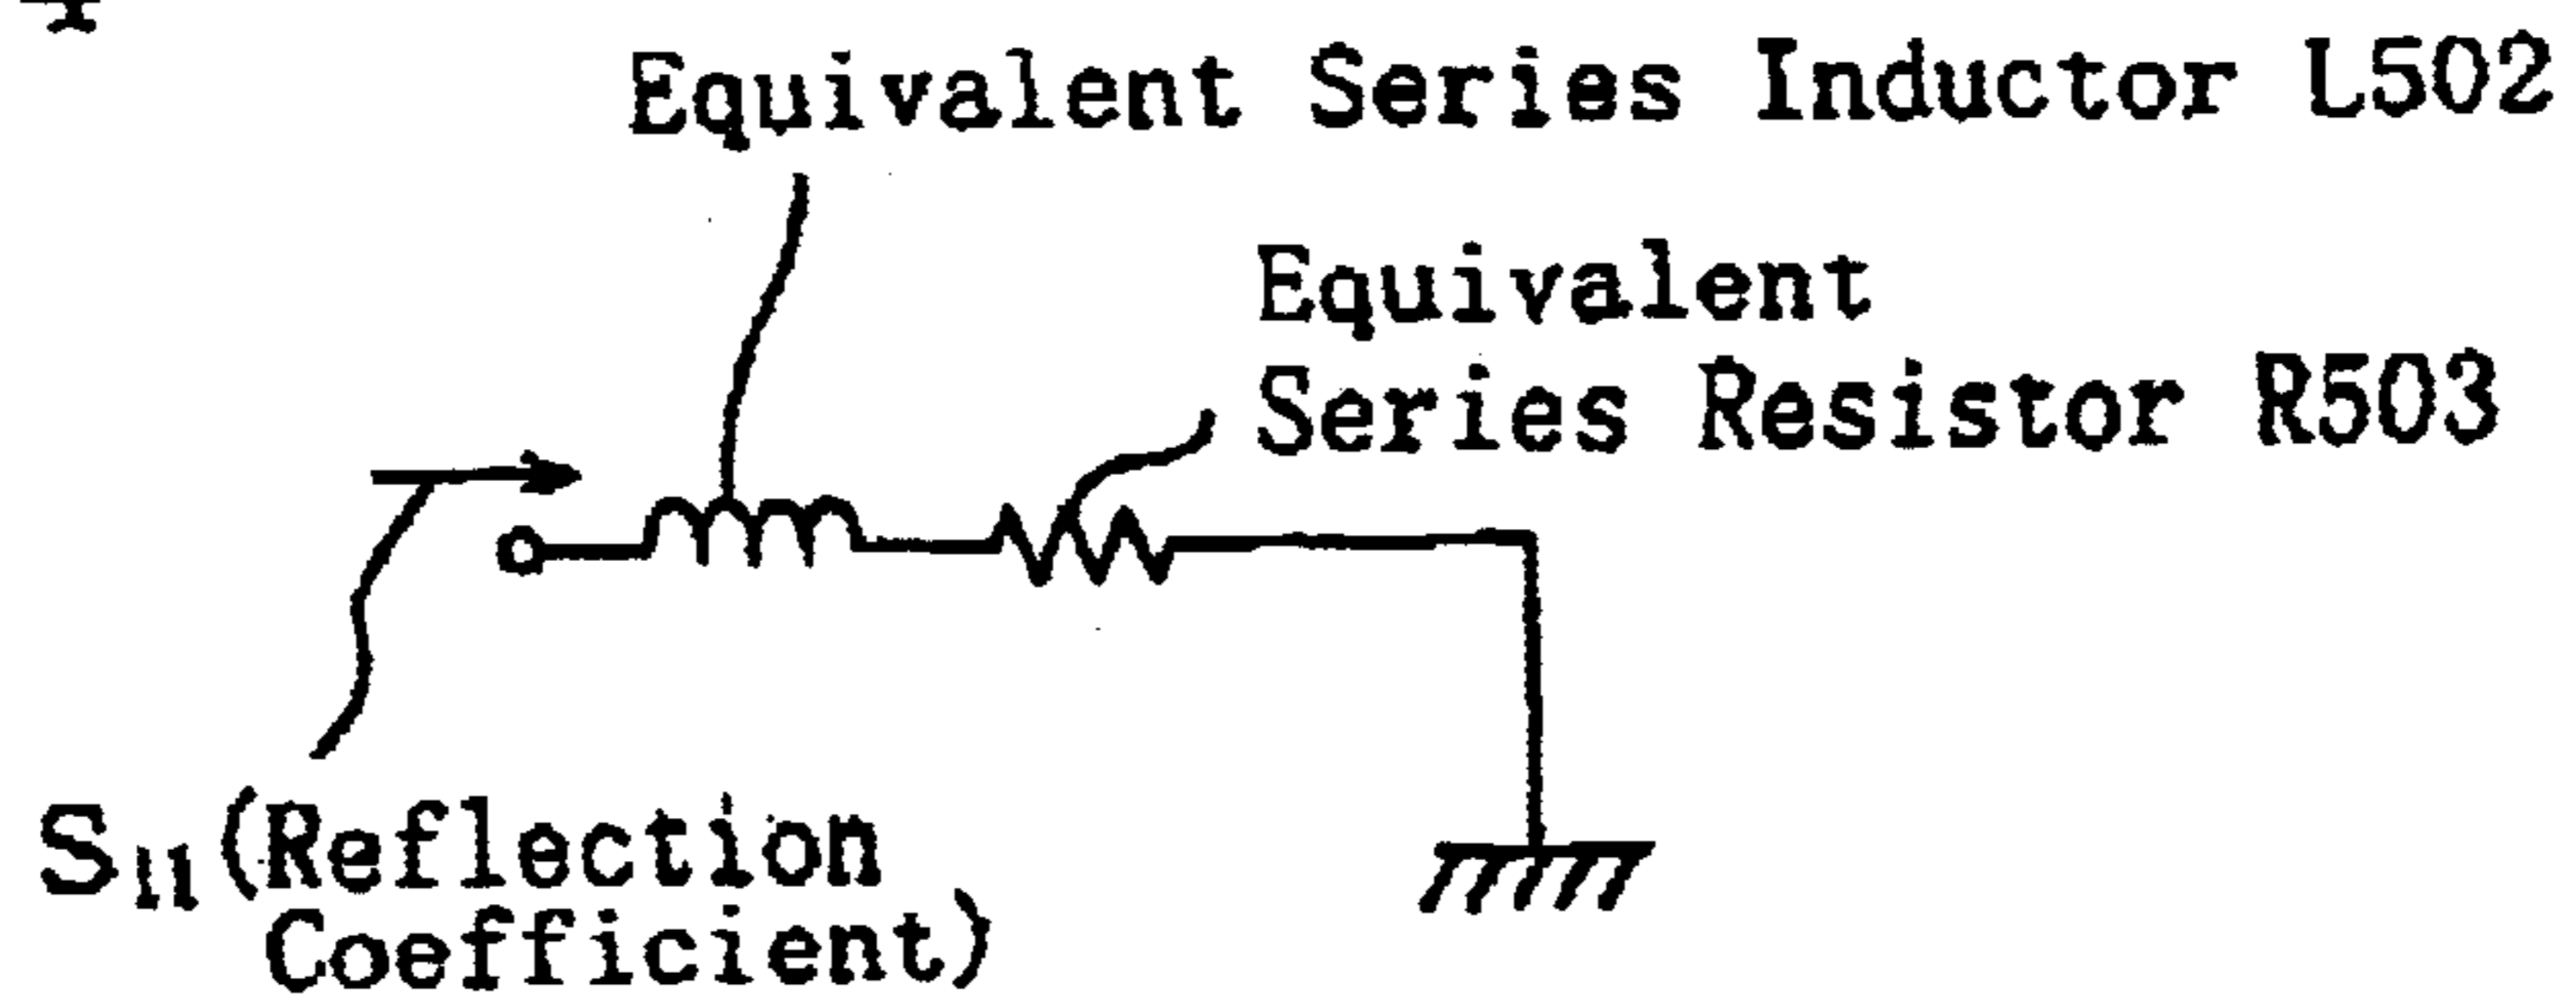 Equivalent Series Inductor L502
Equivalent
Series Resistor R503
S11(Reflection
Coefficient)